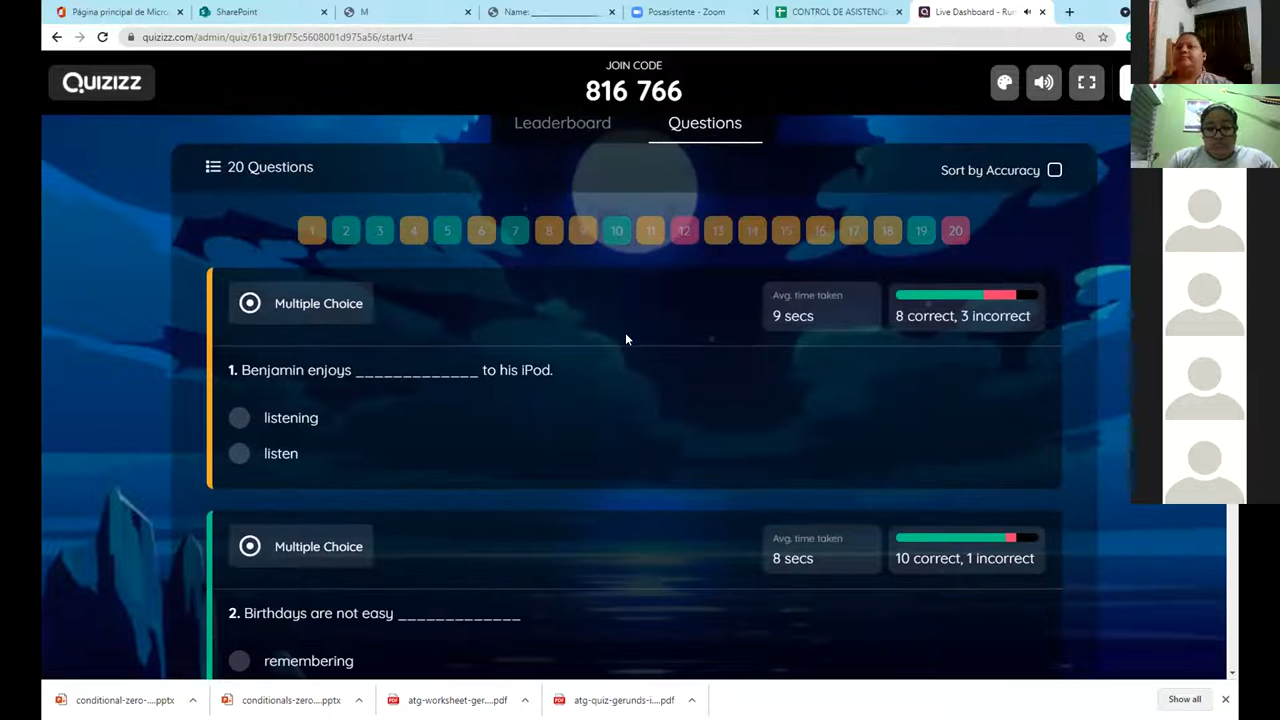 Página principal de Micro
SharePoint
M
Name: ____________
Posasistente - Zoom
CONTROL DE ASISTENCI
Live Dashboard - Run
quizizz.com/admin/quiz/61a19bf75c5608001d975a56/startV4
Quizizz
JOIN CODE
816 766
Leaderboard
Questions
20 Questions
Sort by Accuracy
1 2 3 4 5 6 7 8 9 10 11 12 13 14 15 16 17 18 19 20
Multiple Choice
Avg. time taken
9 secs
8 correct, 3 incorrect
1. Benjamin enjoys _____________ to his iPod.
listening
listen
Multiple Choice
Avg. time taken
8 secs
10 correct, 1 incorrect
2. Birthdays are not easy _____________
remembering
conditional-zero-....pptx
conditionals-zero....pptx
atg-worksheet-ger....pdf
atg-quiz-gerunds-i....pdf
Show all